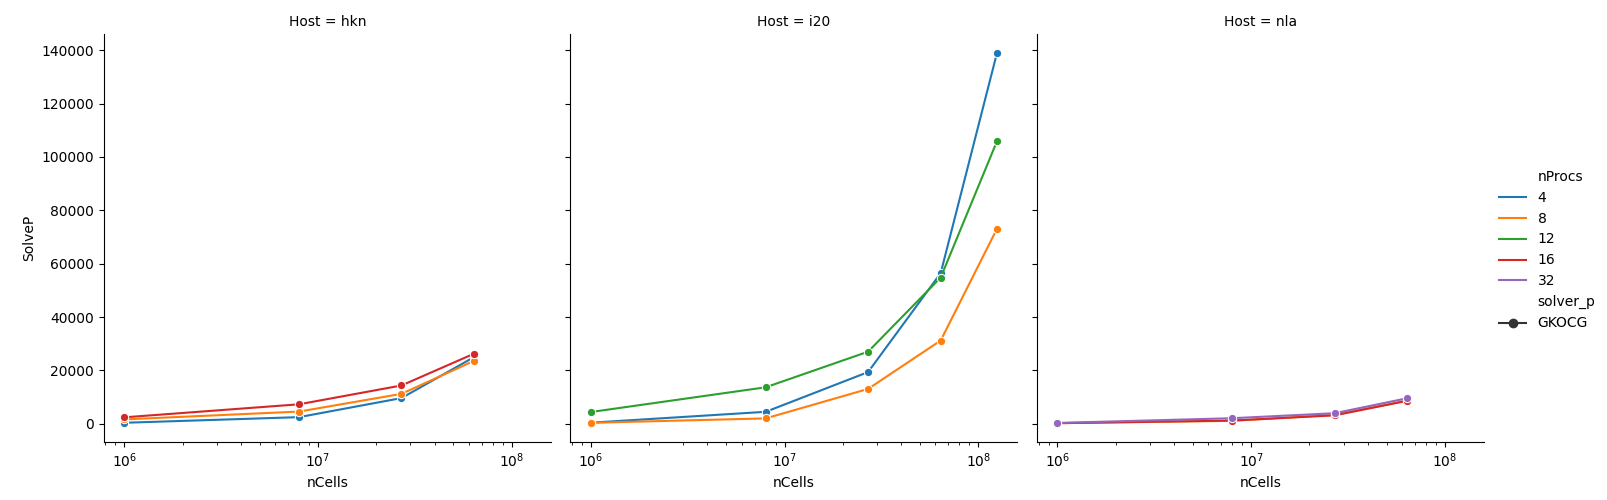 Host = hkn
Host = i20
Host = nla
140000
120000
100000
80000
60000
40000
20000
0
SolveP
10^6
10^7
10^8
nCells
10^6
10^7
10^8
nCells
10^6
10^7
10^8
nCells
nProcs
4
8
12
16
32
solver_p
GKOCG